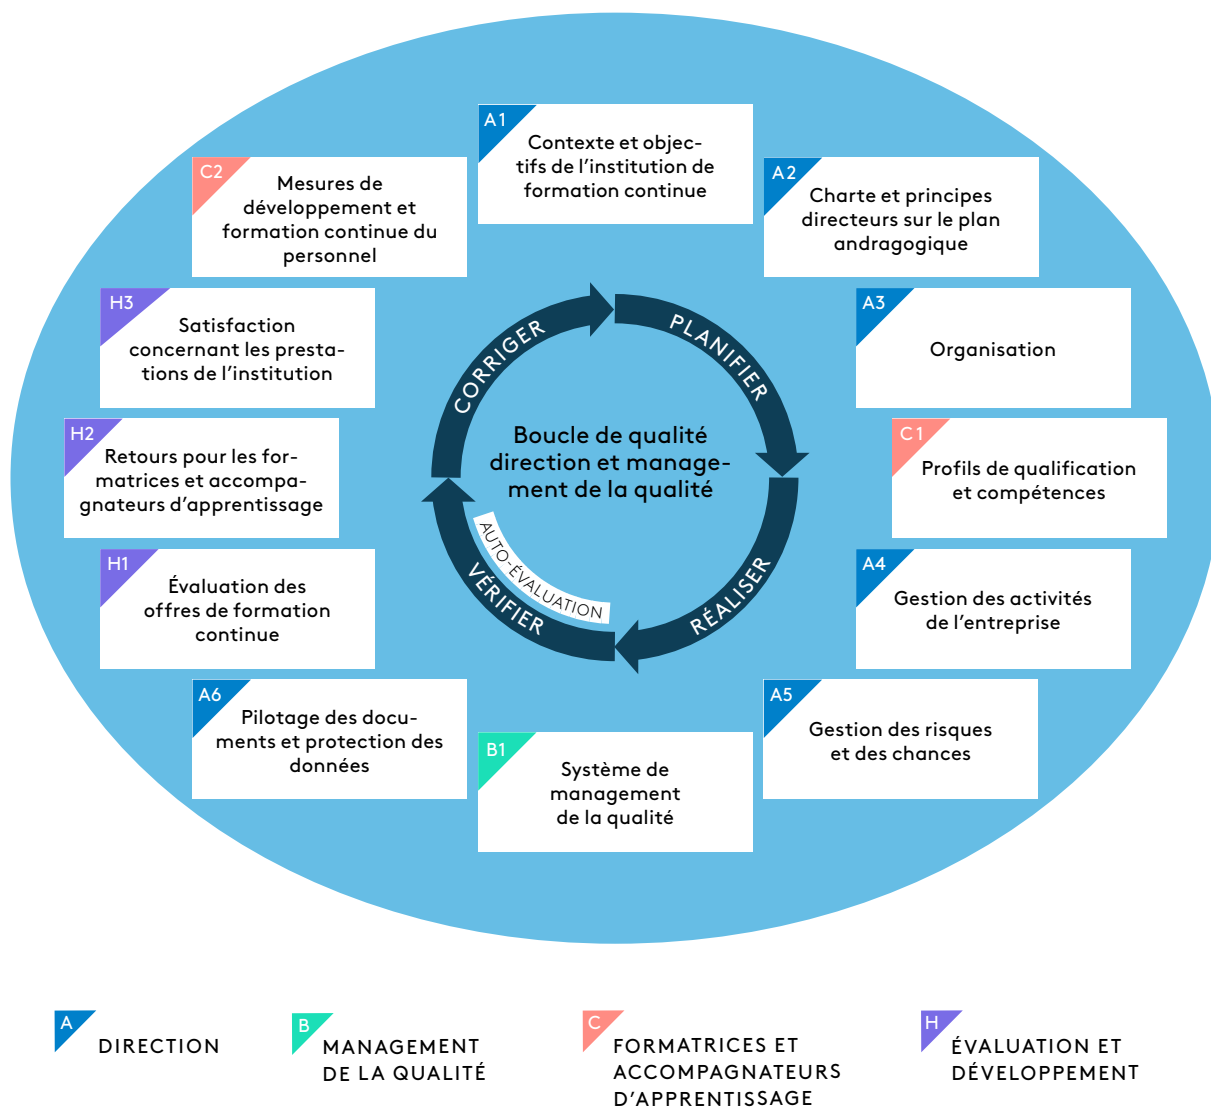 A1
Contexte et objec-
tifs de l’institution de
formation continue
A2
Charte et principes
directeurs sur le plan
andragogique
A3
Organisation
C1
Profils de qualification
et compétences
A4
Gestion des activités
de l’entreprise
A5
Gestion des risques
et des chances
B1
Système de
management
de la qualité
A6
Pilotage des docu-
ments et protection des
données
H1
Évaluation des
offres de formation
continue
H2
Retours pour les for-
matrices et accompa-
gnateurs d’apprentissage
H3
Satisfaction
concernant les presta-
tions de l’institution
C2
Mesures de
développement et
formation continue du
personnel
PLANIFIER
RÉALISER
VÉRIFIER
AUTO-ÉVALUATION
CORRIGER
Boucle de qualité
direction et manage-
ment de la qualité
A
DIRECTION
B
MANAGEMENT
DE LA QUALITÉ
C
FORMATRICES ET
ACCOMPAGNATEURS
D’APPRENTISSAGE
H
ÉVALUATION ET
DÉVELOPPEMENT